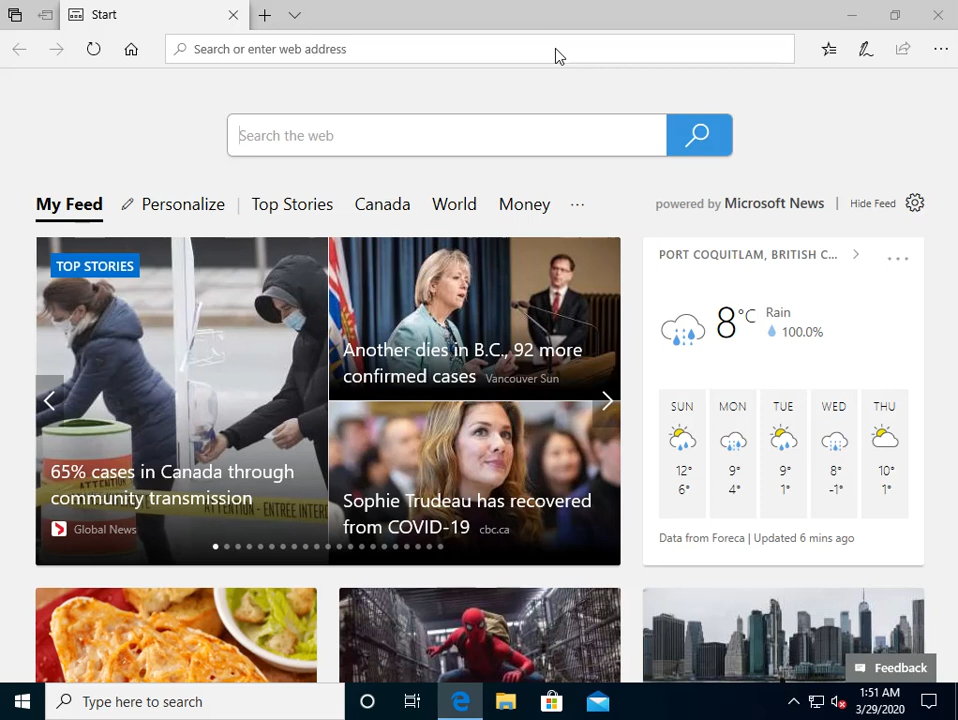 Start
Search or enter web address
Search the web
My Feed
Personalize
Top Stories
Canada
World
Money
powered by Microsoft News
Hide Feed
TOP STORIES
65% cases in Canada through
community transmission
Global News
ATTENTION - ENTRÉE INTER
Another dies in B.C., 92 more
confirmed cases Vancouver Sun
Sophie Trudeau has recovered
from COVID-19 cbc.ca
PORT COQUITLAM, BRITISH C...
8°C
Rain
100.0%
SUN MON TUE WED THU
12° 9° 9° 8° 10°
6° 4° 1° -1° 1°
Data from Foreca | Updated 6 mins ago
Feedback
Type here to search
1:51 AM
3/29/2020